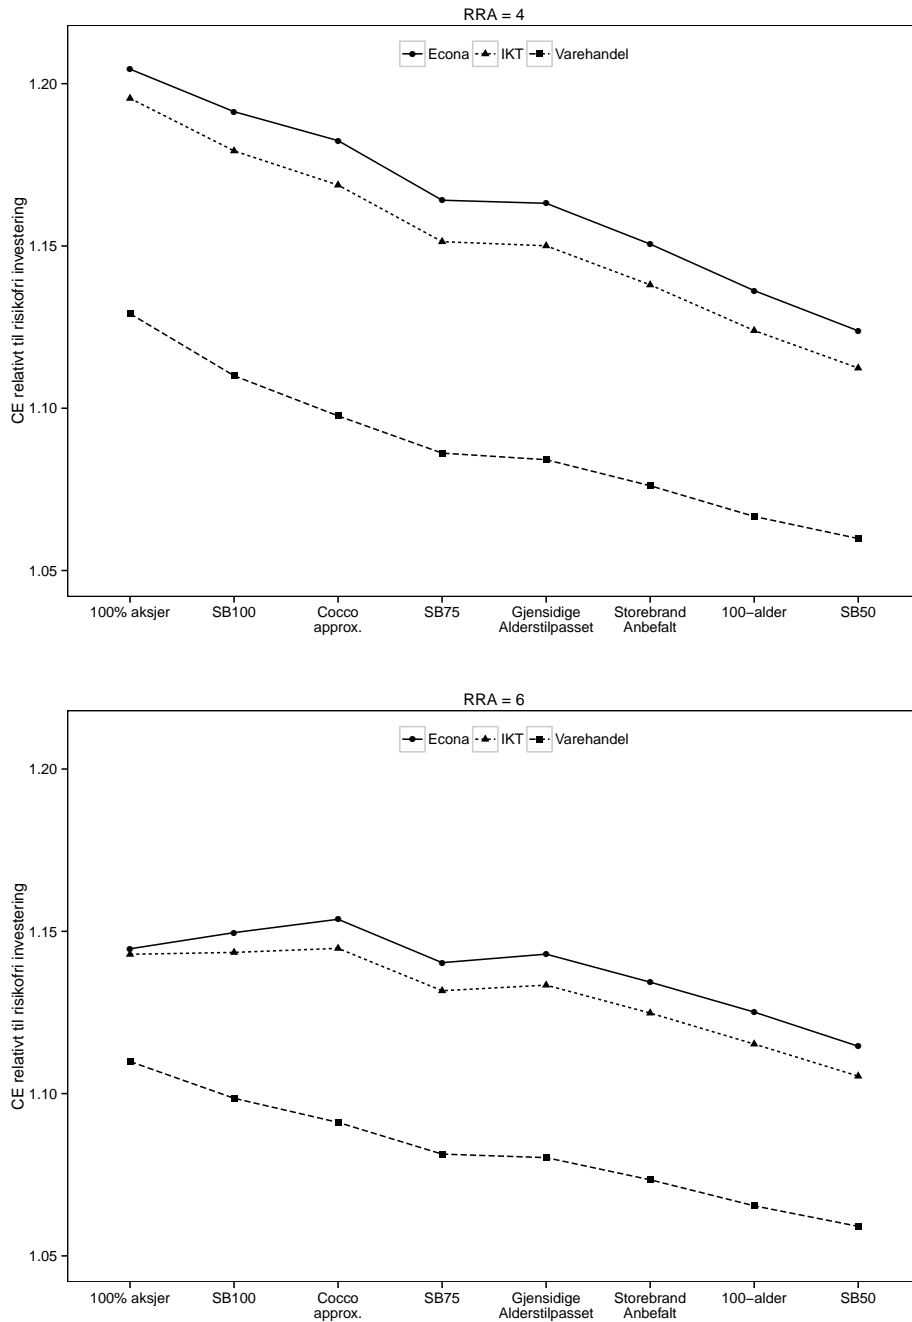 RRA = 4
Econa IKT Varehandel
CE relativt til risikofri investering
1.20
1.15
1.10
1.05
100% aksjer SB100 Cocco approx. SB75 Gjensidige Alderstilpasset Storebrand Anbefalt 100−alder SB50
RRA = 6
Econa IKT Varehandel
CE relativt til risikofri investering
1.20
1.15
1.10
1.05
100% aksjer SB100 Cocco approx. SB75 Gjensidige Alderstilpasset Storebrand Anbefalt 100−alder SB50